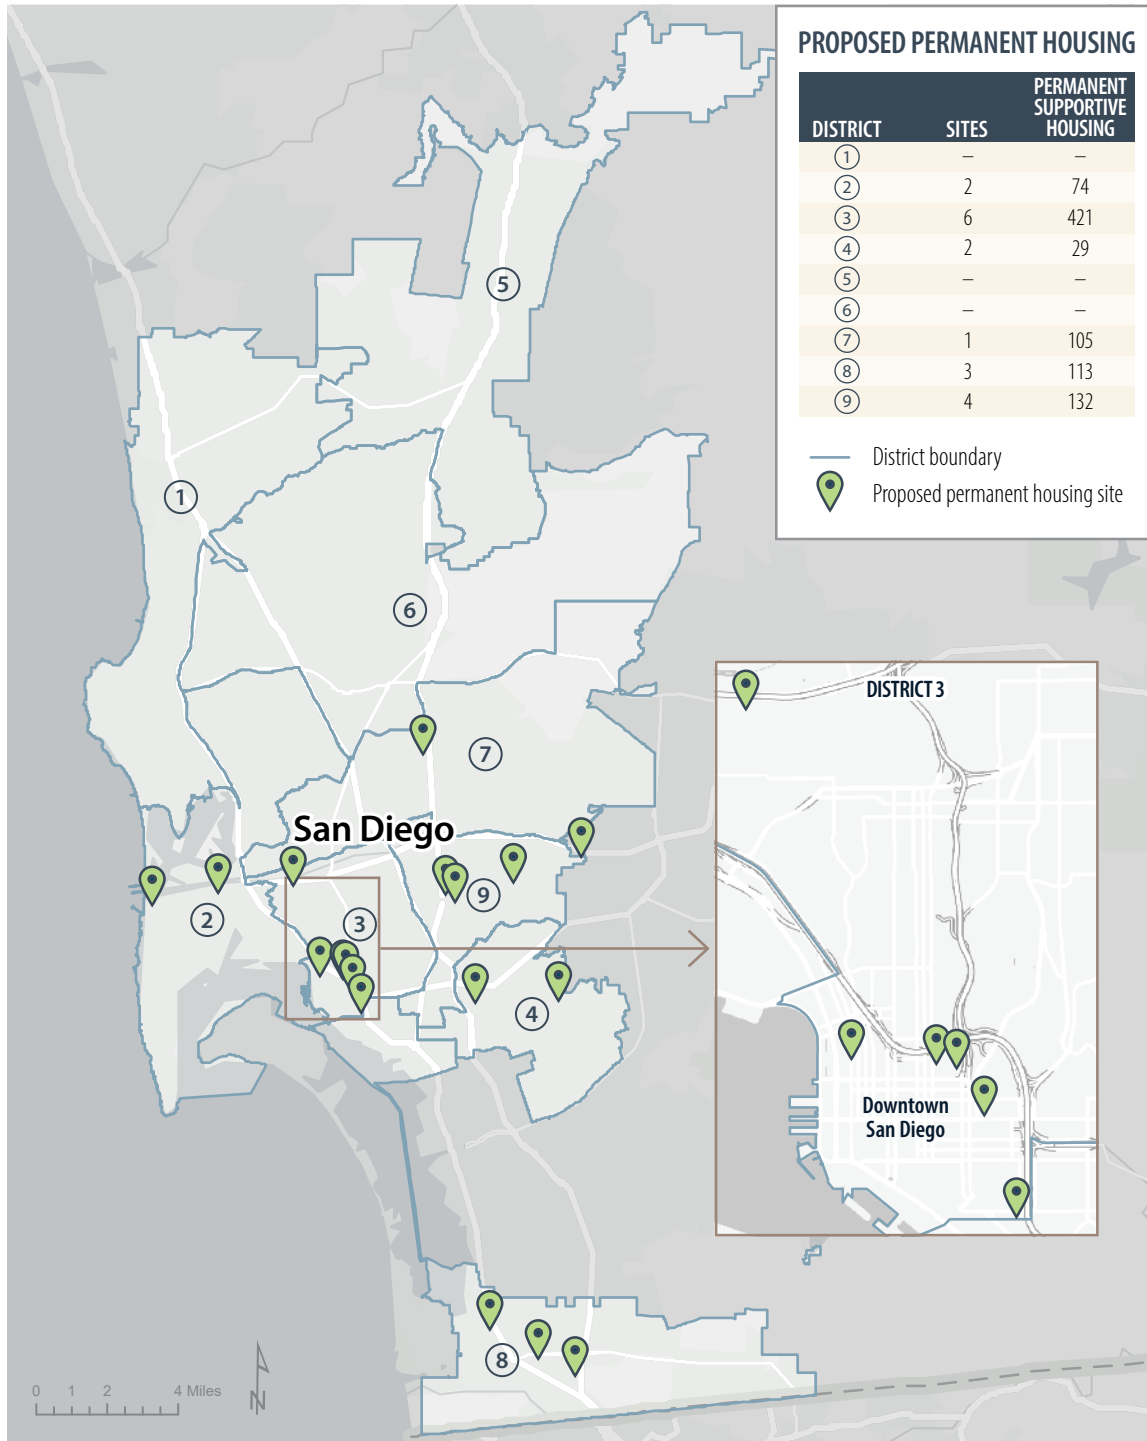 PROPOSED PERMANENT HOUSING
DISTRICT SITES PERMANENT SUPPORTIVE HOUSING
1 – –
2 2 74
3 6 421
4 2 29
5 – –
6 – –
7 1 105
8 3 113
9 4 132
District boundary
Proposed permanent housing site
5
1
6
7
San Diego
9
2
3
4
8
DISTRICT 3
Downtown
San Diego
0 1 2 4 Miles
N